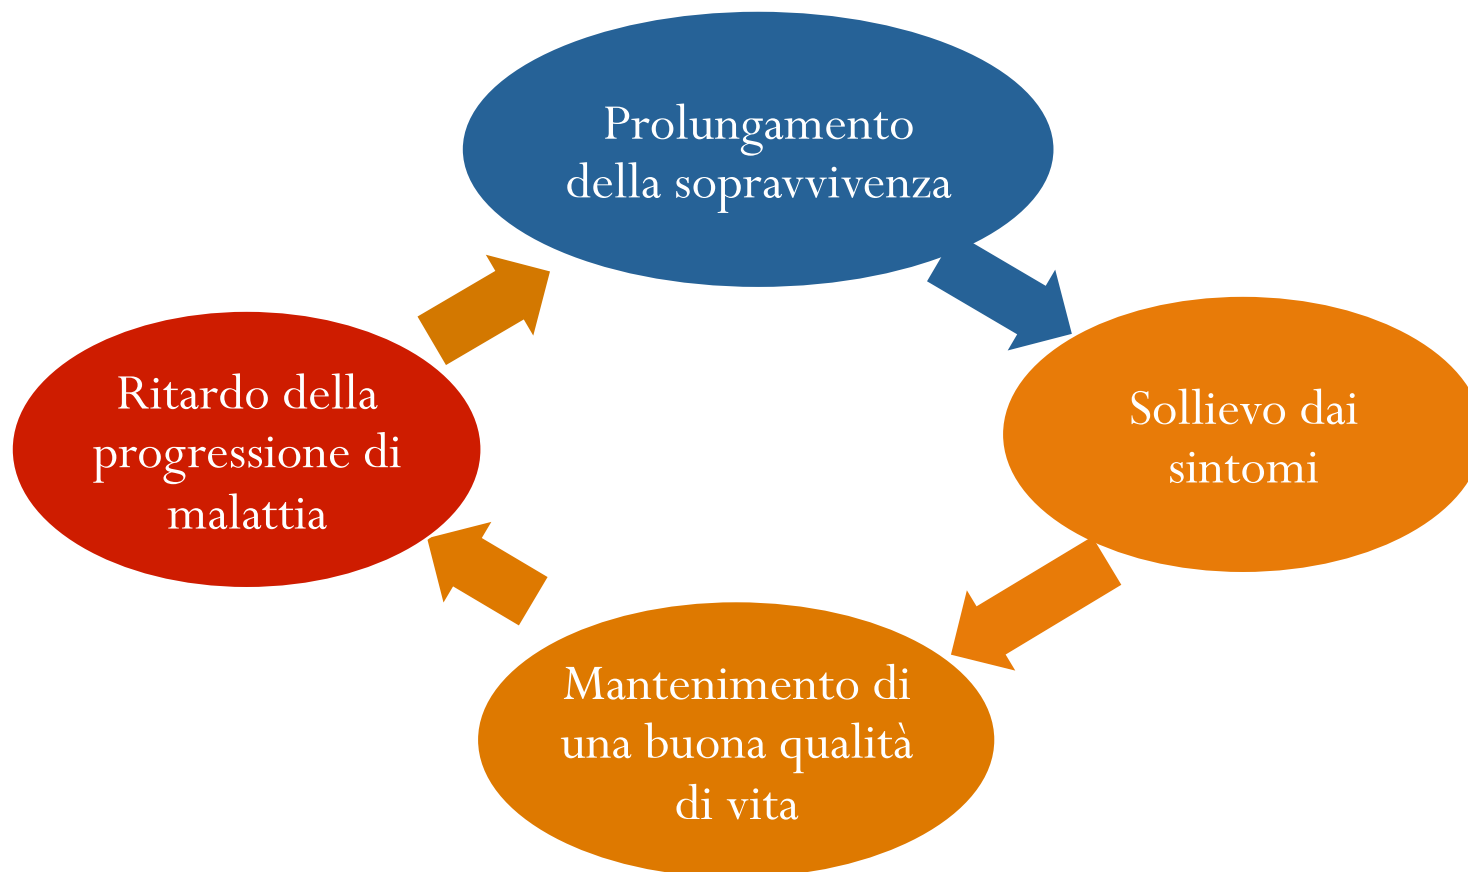 Prolungamento
della sopravvivenza
Sollievo dai
sintomi
Mantenimento di
una buona qualità
di vita
Ritardo della
progressione di
malattia